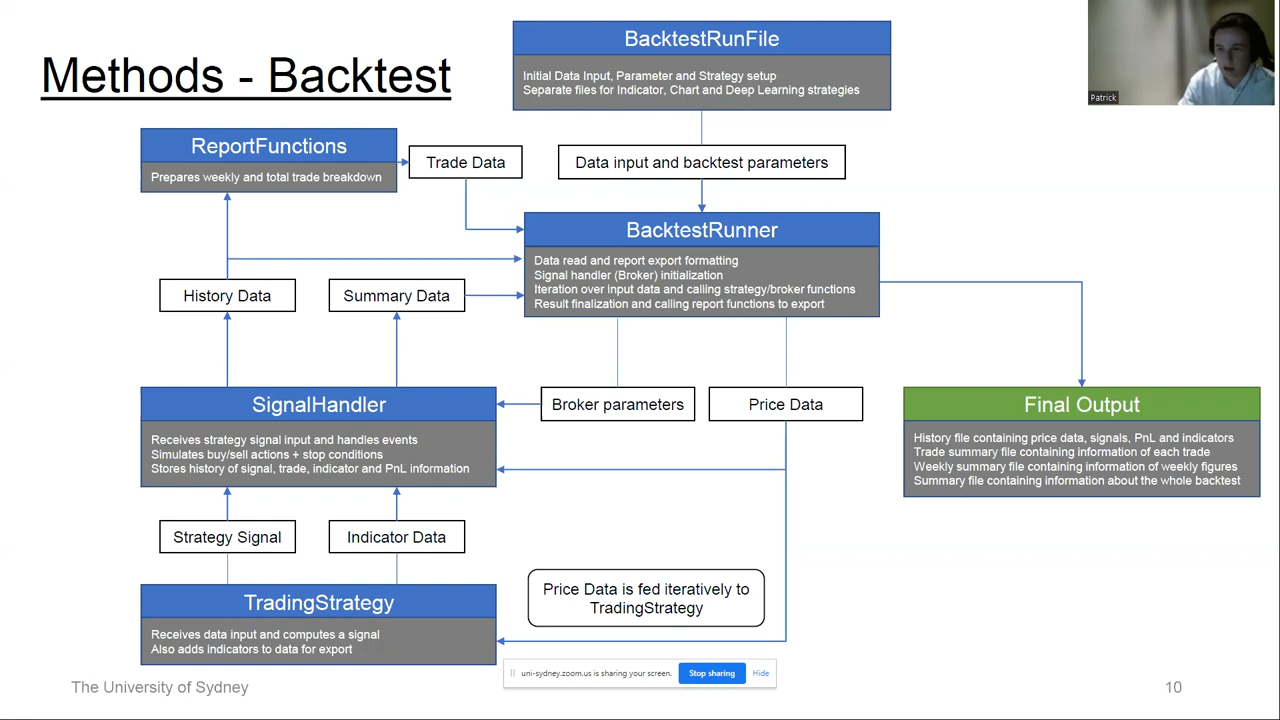 Methods - Backtest
BacktestRunFile
Initial Data Input, Parameter and Strategy setup
Separate files for Indicator, Chart and Deep Learning strategies
Patrick
ReportFunctions
Prepares weekly and total trade breakdown
Trade Data
Data input and backtest parameters
BacktestRunner
Data read and report export formatting
Signal handler (Broker) initialization
Iteration over input data and calling strategy/broker functions
Result finalization and calling report functions to export
History Data
Summary Data
SignalHandler
Receives strategy signal input and handles events
Simulates buy/sell actions + stop conditions
Stores history of signal, trade, indicator and PnL information
Broker parameters
Price Data
Final Output
History file containing price data, signals, PnL and indicators
Trade summary file containing information of each trade
Weekly summary file containing information of weekly figures
Summary file containing information about the whole backtest
Strategy Signal
Indicator Data
Price Data is fed iteratively to
TradingStrategy
TradingStrategy
Receives data input and computes a signal
Also adds indicators to data for export
uni-sydney.zoom.us is sharing your screen.
Stop sharing
Hide
The University of Sydney
10